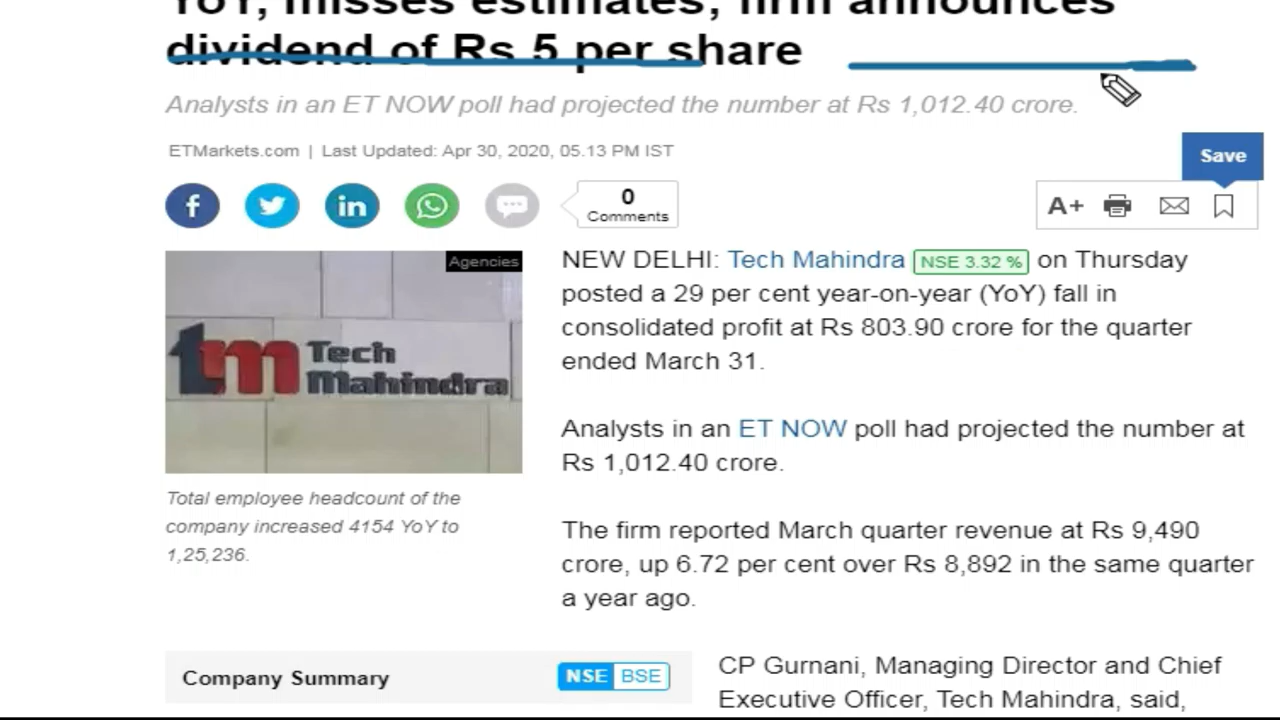 YoY, misses estimates; firm announces
dividend of Rs 5 per share
Analysts in an ET NOW poll had projected the number at Rs 1,012.40 crore.
ETMarkets.com | Last Updated: Apr 30, 2020, 05.13 PM IST
Save
0
Comments
A+
Agencies
Tech
Mahindra
Total employee headcount of the
company increased 4154 YoY to
1,25,236.
NEW DELHI: Tech Mahindra NSE 3.32 % on Thursday
posted a 29 per cent year-on-year (YoY) fall in
consolidated profit at Rs 803.90 crore for the quarter
ended March 31.
Analysts in an ET NOW poll had projected the number at
Rs 1,012.40 crore.
The firm reported March quarter revenue at Rs 9,490
crore, up 6.72 per cent over Rs 8,892 in the same quarter
a year ago.
Company Summary NSE BSE
CP Gurnani, Managing Director and Chief
Executive Officer, Tech Mahindra, said,